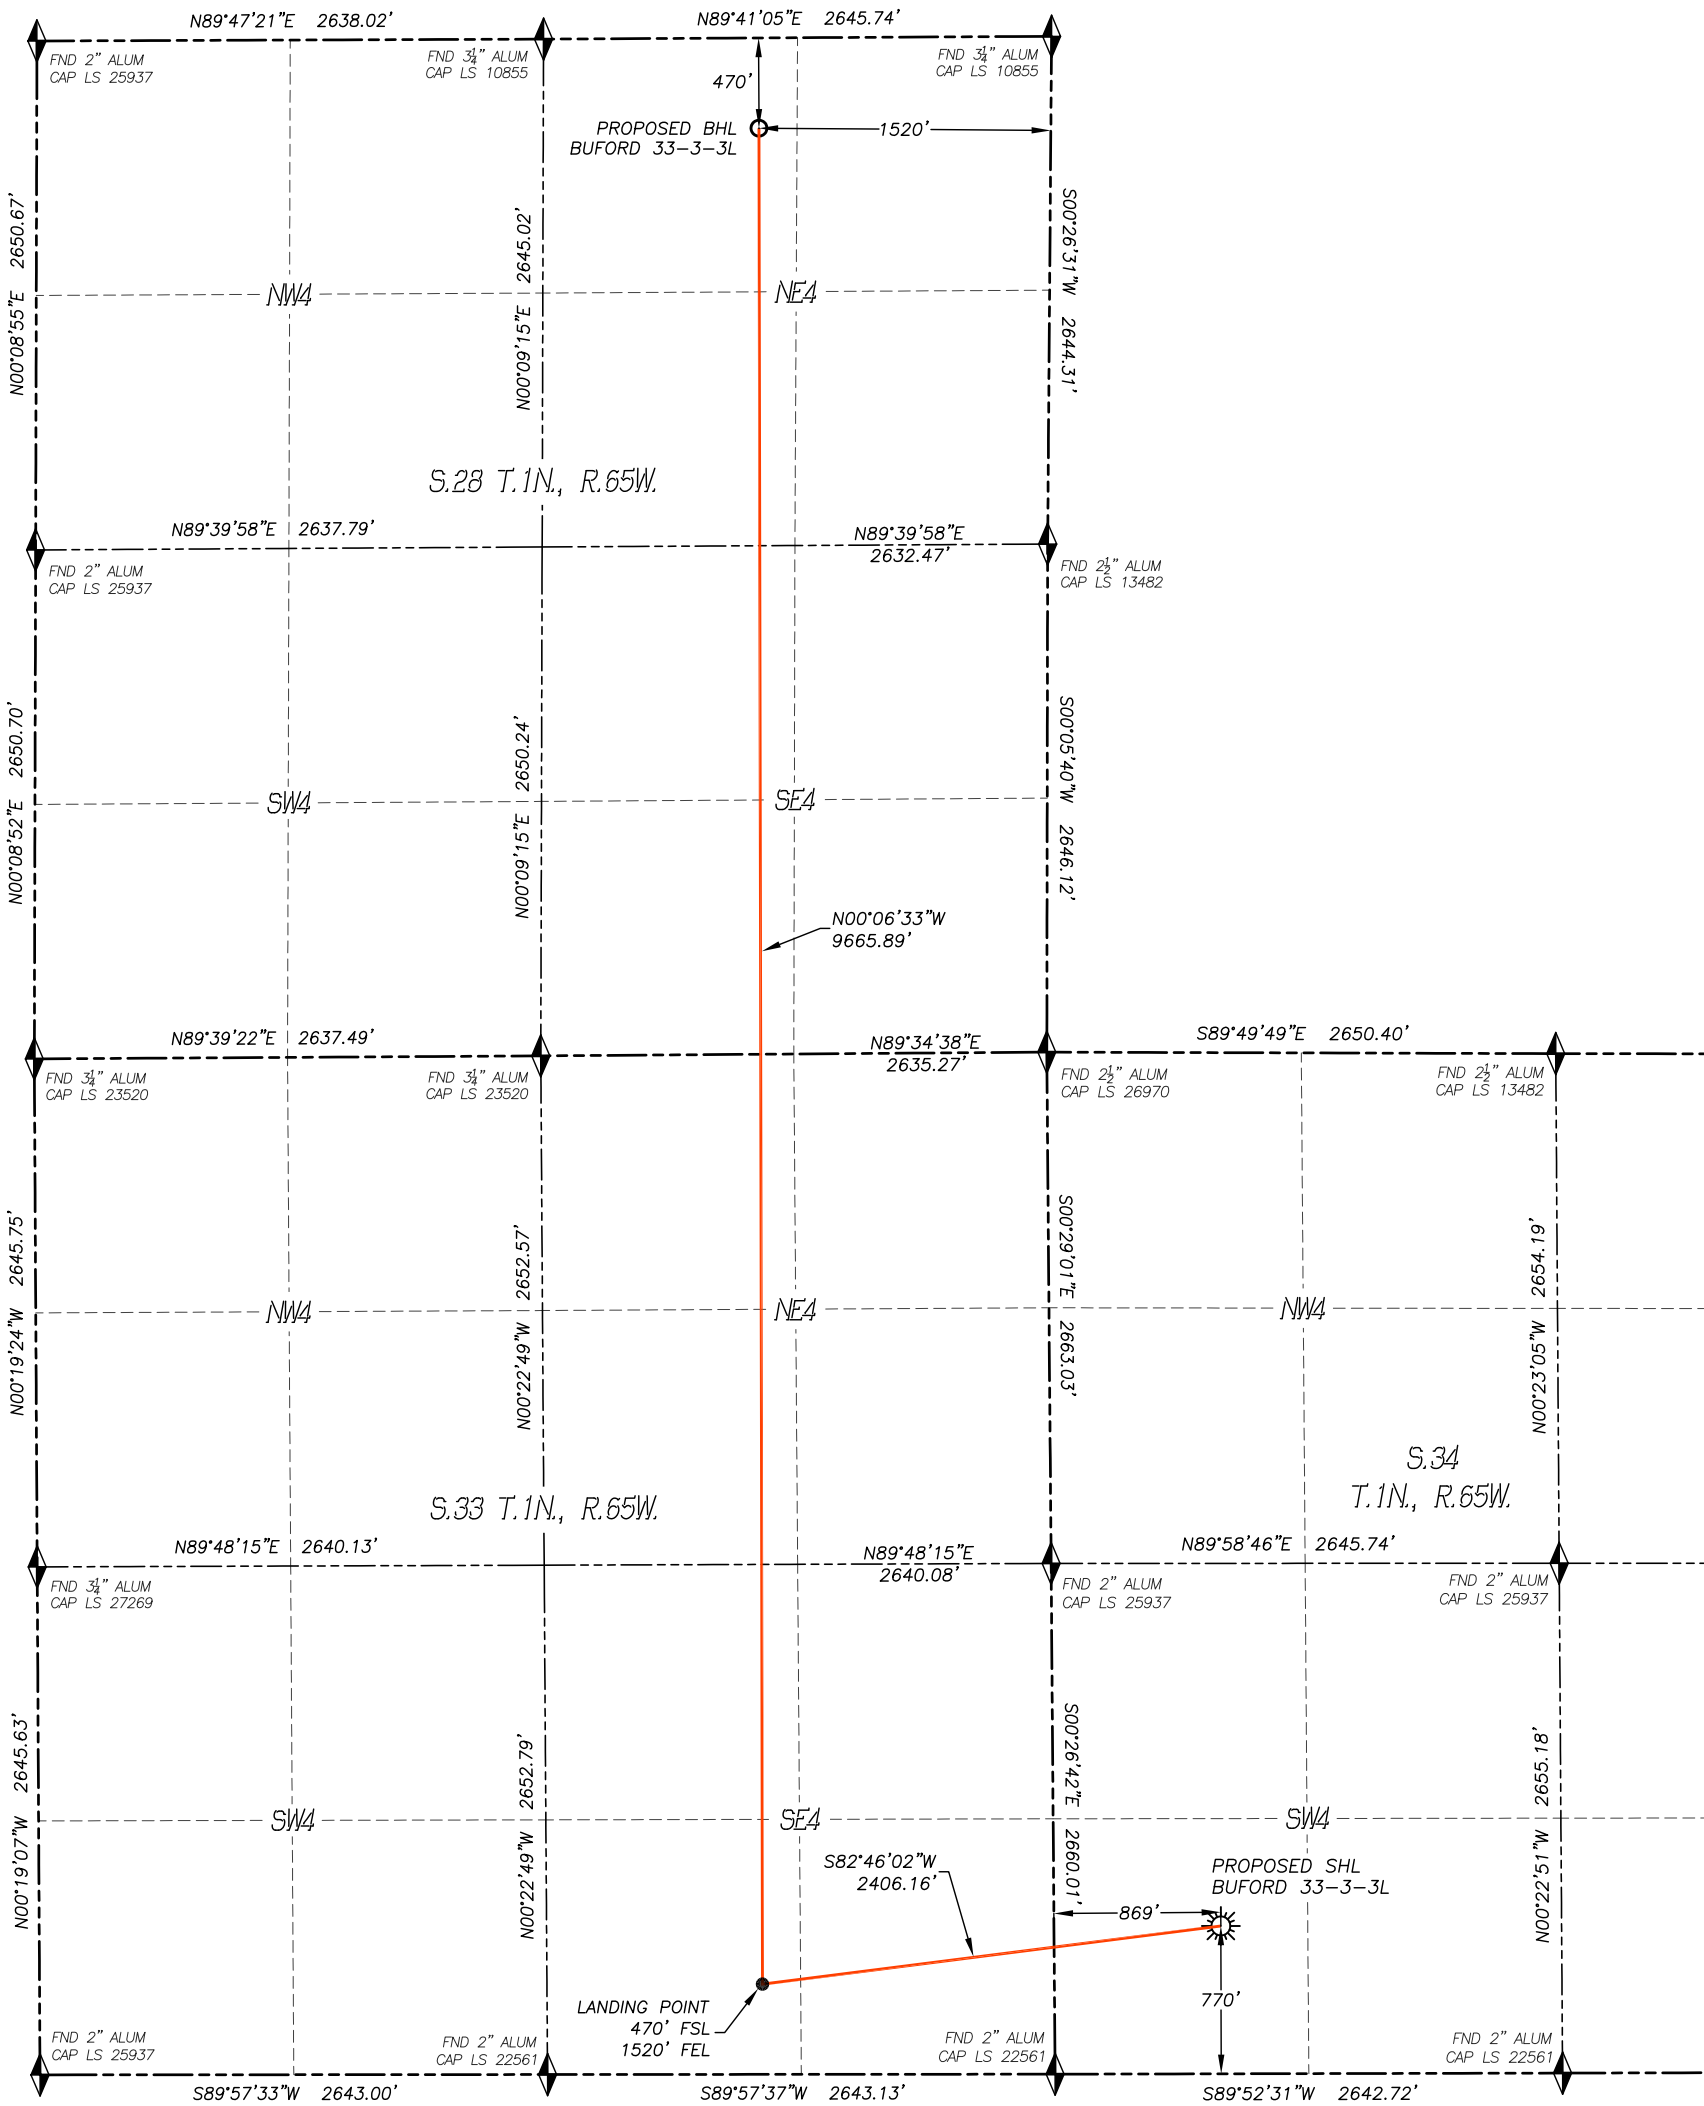 N89°47'21"E 2638.02'
N89°41'05"E 2645.74'
FND 2" ALUM
CAP LS 25937
FND 3¼" ALUM
CAP LS 10855
FND 3¼" ALUM
CAP LS 10855
470'
PROPOSED BHL
BUFORD 33-3-3L
1520'
N00°08'55"E 2650.67'
N00°09'15"E 2645.02'
S00°26'31"W 2644.31'
NW4
NE4
S.28 T.1N., R.65W.
N89°39'58"E 2637.79'
N89°39'58"E
2632.47'
FND 2" ALUM
CAP LS 25937
FND 2½" ALUM
CAP LS 13482
N00°08'52"E 2650.70'
N00°09'15"E 2650.24'
S00°05'40"W 2646.12'
SW4
SE4
N00°06'33"W
9665.89'
N89°39'22"E 2637.49'
N89°34'38"E
2635.27'
S89°49'49"E 2650.40'
FND 3¼" ALUM
CAP LS 23520
FND 3¼" ALUM
CAP LS 23520
FND 2½" ALUM
CAP LS 26970
FND 2½" ALUM
CAP LS 13482
N00°19'24"W 2645.75'
N00°22'49"W 2652.57'
S00°29'01"E 2663.03'
N00°23'05"W 2654.19'
NW4
NE4
NW4
S.34
T.1N., R.65W.
S.33 T.1N., R.65W.
N89°48'15"E 2640.13'
N89°48'15"E
2640.08'
N89°58'46"E 2645.74'
FND 3¼" ALUM
CAP LS 27269
FND 2" ALUM
CAP LS 25937
FND 2" ALUM
CAP LS 25937
N00°19'07"W 2645.63'
N00°22'49"W 2652.79'
S00°26'42"E 2660.01'
N00°22'51"W 2655.18'
SW4
SE4
SW4
S82°46'02"W
2406.16'
PROPOSED SHL
BUFORD 33-3-3L
869'
770'
LANDING POINT
470' FSL
1520' FEL
FND 2" ALUM
CAP LS 25937
FND 2" ALUM
CAP LS 22561
FND 2" ALUM
CAP LS 22561
FND 2" ALUM
CAP LS 22561
S89°57'33"W 2643.00'
S89°57'37"W 2643.13'
S89°52'31"W 2642.72'